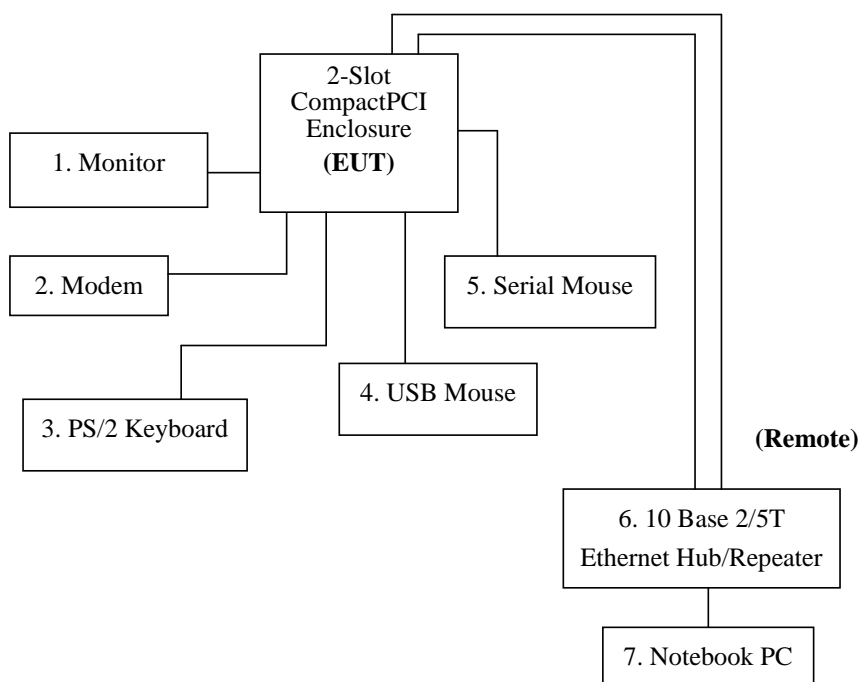 2-Slot
CompactPCI
Enclosure
(EUT)
1. Monitor
2. Modem
5. Serial Mouse
4. USB Mouse
3. PS/2 Keyboard
(Remote)
6. 10 Base 2/5T
Ethernet Hub/Repeater
7. Notebook PC